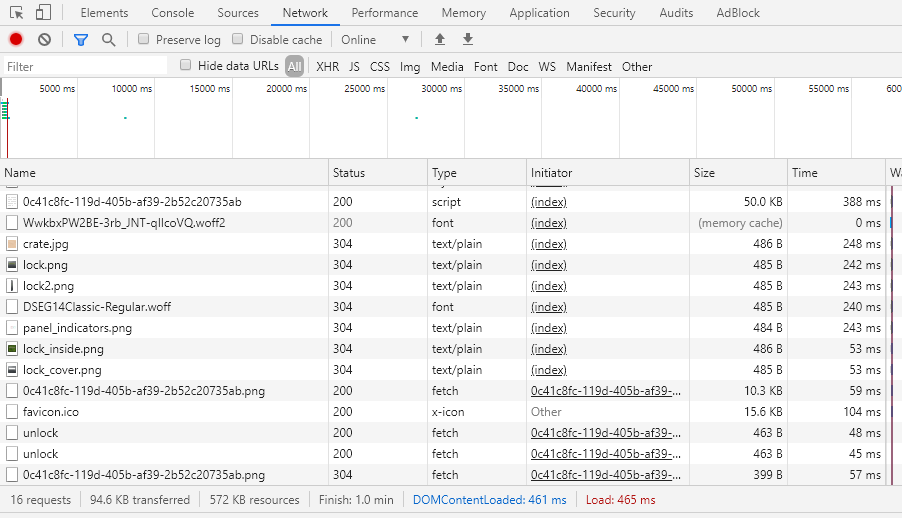 Elements Console Sources Network Performance Memory Application Security Audits AdBlock
Preserve log Disable cache Online
Filter Hide data URLs All XHR JS CSS Img Media Font Doc WS Manifest Other
5000 ms 10000 ms 15000 ms 20000 ms 25000 ms 30000 ms 35000 ms 40000 ms 45000 ms 50000 ms 55000 ms 600
Name Status Type Initiator Size Time Wa
0c41c8fc-119d-405b-af39-2b52c20735ab 200 script (index) 50.0 KB 388 ms
WwkbxPW2BE-3rb_JNT-qIlcoVQ.woff2 200 font (index) (memory cache) 0 ms
crate.jpg 304 text/plain (index) 486 B 248 ms
lock.png 304 text/plain (index) 485 B 242 ms
lock2.png 304 text/plain (index) 485 B 243 ms
DSEG14Classic-Regular.woff 304 font (index) 485 B 240 ms
panel_indicators.png 304 text/plain (index) 484 B 243 ms
lock_inside.png 304 text/plain (index) 486 B 53 ms
lock_cover.png 304 text/plain (index) 485 B 53 ms
0c41c8fc-119d-405b-af39-2b52c20735ab.png 200 fetch 0c41c8fc-119d-405b-af39-... 10.3 KB 59 ms
favicon.ico 200 x-icon Other 15.6 KB 104 ms
unlock 200 fetch 0c41c8fc-119d-405b-af39-... 463 B 48 ms
unlock 200 fetch 0c41c8fc-119d-405b-af39-... 463 B 45 ms
0c41c8fc-119d-405b-af39-2b52c20735ab.png 304 fetch 0c41c8fc-119d-405b-af39-... 399 B 57 ms
16 requests 94.6 KB transferred 572 KB resources Finish: 1.0 min DOMContentLoaded: 461 ms Load: 465 ms